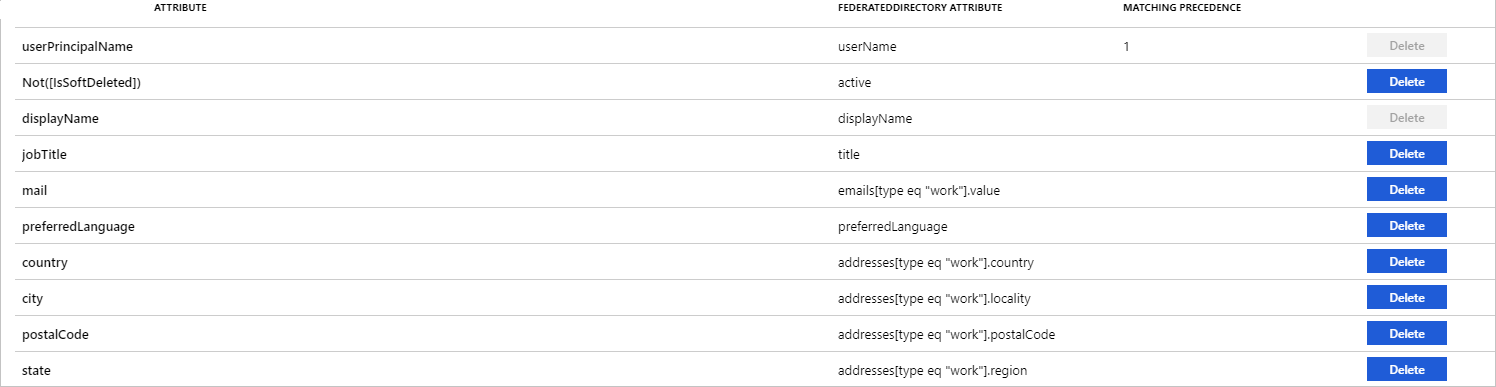 ATTRIBUTE FEDERATEDDIRECTORY ATTRIBUTE MATCHING PRECEDENCE
userPrincipalName userName 1 Delete
Not([IsSoftDeleted]) active Delete
displayName displayName Delete
jobTitle title Delete
mail emails[type eq "work"].value Delete
preferredLanguage preferredLanguage Delete
country addresses[type eq "work"].country Delete
city addresses[type eq "work"].locality Delete
postalCode addresses[type eq "work"].postalCode Delete
state addresses[type eq "work"].region Delete